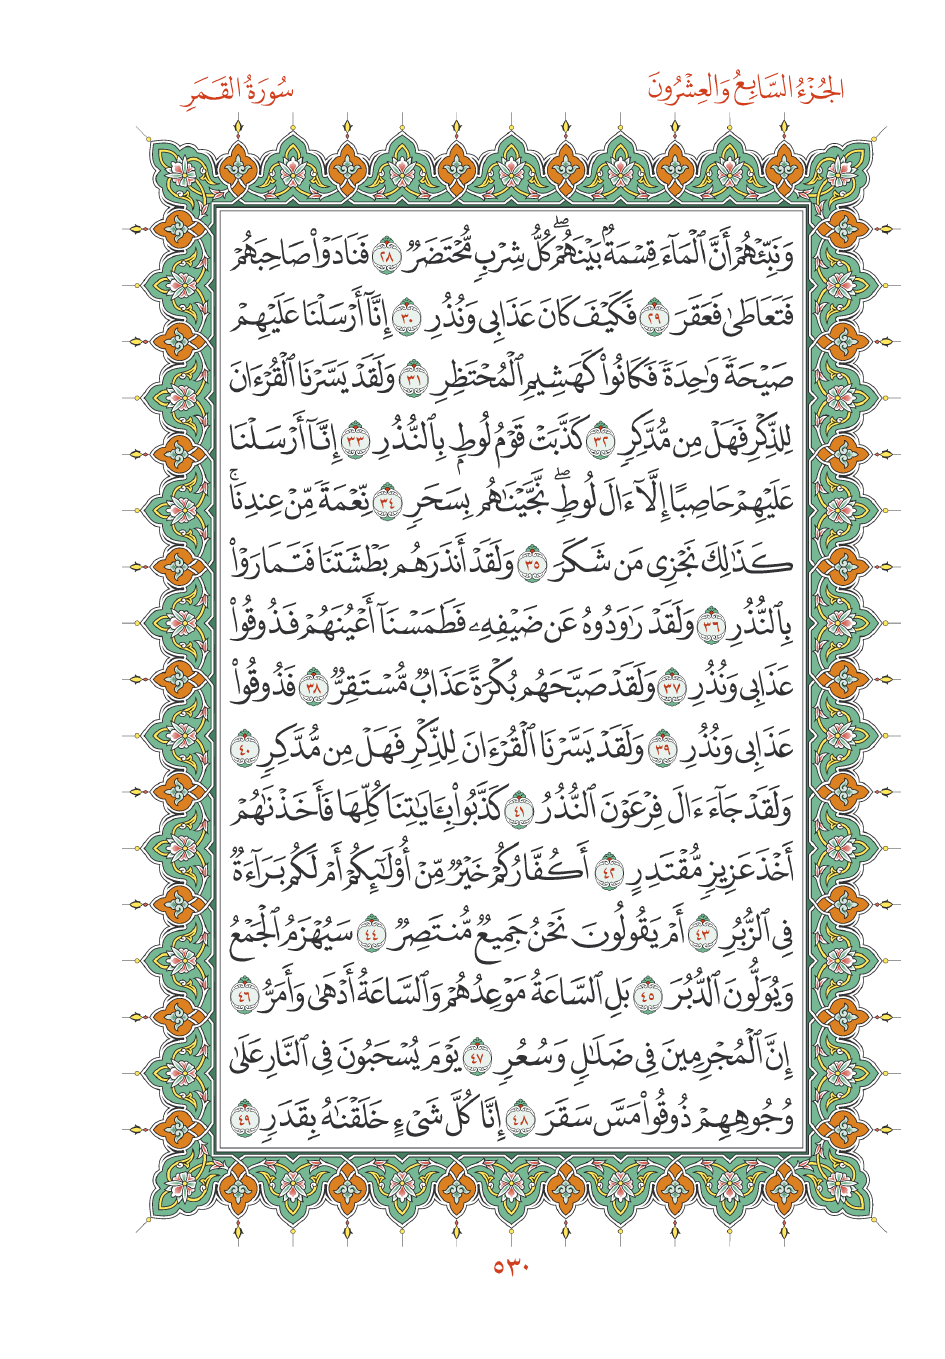 الجُزْءُ السَّابِعُ وَالعِشْرُونَ
سُورَةُ القَمَرِ
وَنَبِّئْهُمْ أَنَّ ٱلْمَآءَ قِسْمَةٌۢ بَيْنَهُمْۖ كُلُّ شِرْبٍ مُّحْتَضَرٌ ٢٨ فَنَادَوْا۟ صَاحِبَهُمْ
فَتَعَاطَىٰ فَعَقَرَ ٢٩ فَكَيْفَ كَانَ عَذَابِى وَنُذُرِ ٣٠ إِنَّآ أَرْسَلْنَا عَلَيْهِمْ
صَيْحَةً وَٰحِدَةً فَكَانُوا۟ كَهَشِيمِ ٱلْمُحْتَظِرِ ٣١ وَلَقَدْ يَسَّرْنَا ٱلْقُرْءَانَ
لِلذِّكْرِ فَهَلْ مِن مُّدَّكِرٍ ٣٢ كَذَّبَتْ قَوْمُ لُوطٍۭ بِٱلنُّذُرِ ٣٣ إِنَّآ أَرْسَلْنَا
عَلَيْهِمْ حَاصِبًا إِلَّآ ءَالَ لُوطٍۖ نَّجَّيْنَـٰهُم بِسَحَرٍ ٣٤ نِّعْمَةً مِّنْ عِندِنَاۚ
كَذَٰلِكَ نَجْزِى مَن شَكَرَ ٣٥ وَلَقَدْ أَنذَرَهُم بَطْشَتَنَا فَتَمَارَوْا۟
بِٱلنُّذُرِ ٣٦ وَلَقَدْ رَٰوَدُوهُ عَن ضَيْفِهِۦ فَطَمَسْنَآ أَعْيُنَهُمْ فَذُوقُوا۟
عَذَابِى وَنُذُرِ ٣٧ وَلَقَدْ صَبَّحَهُم بُكْرَةً عَذَابٌ مُّسْتَقِرٌّ ٣٨ فَذُوقُوا۟
عَذَابِى وَنُذُرِ ٣٩ وَلَقَدْ يَسَّرْنَا ٱلْقُرْءَانَ لِلذِّكْرِ فَهَلْ مِن مُّدَّكِرٍ ٤٠
وَلَقَدْ جَآءَ ءَالَ فِرْعَوْنَ ٱلنُّذُرُ ٤١ كَذَّبُوا۟ بِـَٔايَـٰتِنَا كُلِّهَا فَأَخَذْنَـٰهُمْ
أَخْذَ عَزِيزٍ مُّقْتَدِرٍ ٤٢ أَكُفَّارُكُمْ خَيْرٌ مِّنْ أُو۟لَـٰٓئِكُمْ أَمْ لَكُم بَرَآءَةٌ
فِى ٱلزُّبُرِ ٤٣ أَمْ يَقُولُونَ نَحْنُ جَمِيعٌ مُّنتَصِرٌ ٤٤ سَيُهْزَمُ ٱلْجَمْعُ
وَيُوَلُّونَ ٱلدُّبُرَ ٤٥ بَلِ ٱلسَّاعَةُ مَوْعِدُهُمْ وَٱلسَّاعَةُ أَدْهَىٰ وَأَمَرُّ ٤٦
إِنَّ ٱلْمُجْرِمِينَ فِى ضَلَـٰلٍ وَسُعُرٍ ٤٧ يَوْمَ يُسْحَبُونَ فِى ٱلنَّارِ عَلَىٰ
وُجُوهِهِمْ ذُوقُوا۟ مَسَّ سَقَرَ ٤٨ إِنَّا كُلَّ شَىْءٍ خَلَقْنَـٰهُ بِقَدَرٍ ٤٩
٥٣٠